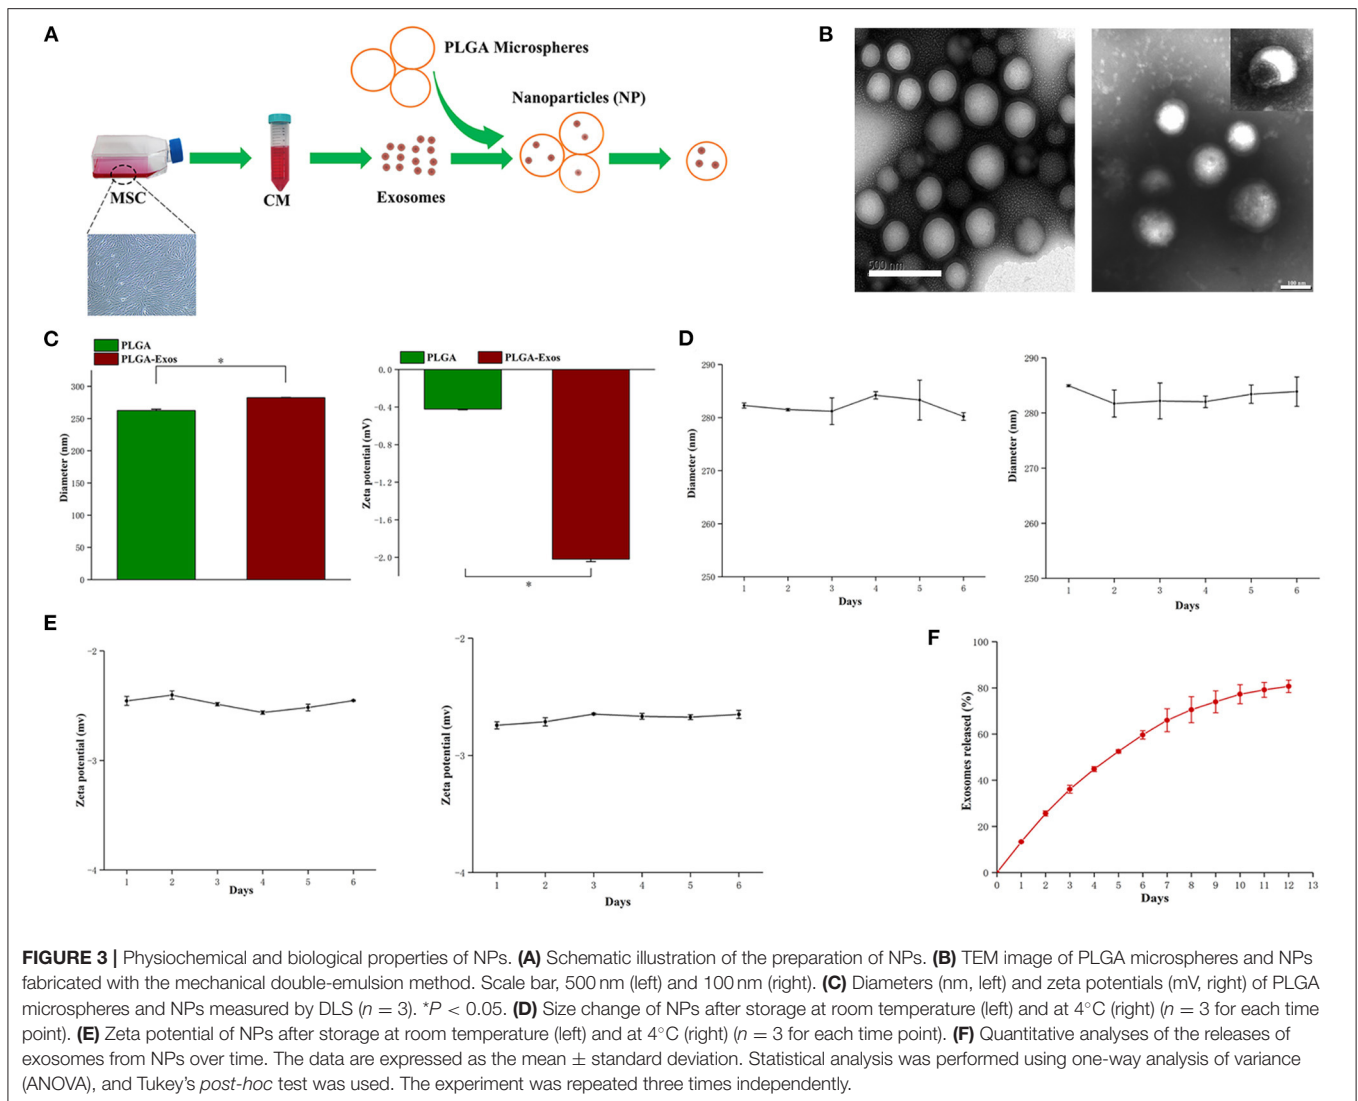 A
PLGA Microspheres
Nanoparticles (NP)
MSC
CM
Exosomes
B
500 nm
100 nm
C
PLGA
PLGA-Exos
*
300
250
200
150
100
50
0
Diameter (nm)
PLGA PLGA-Exos
0.0
−0.4
−0.8
−1.2
−1.6
−2.0
Zeta potential (mV)
*
D
290
280
270
260
250
Diameter (nm)
1 2 3 4 5 6
Days
290
280
270
260
250
Diameter (nm)
1 2 3 4 5 6
Days
E
−2
−3
−4
Zeta potential (mv)
1 2 3 4 5 6
Days
−2
−3
−4
Zeta potential (mv)
1 2 3 4 5 6
Days
F
100
80
60
40
20
0
Exosomes released (%)
0 1 2 3 4 5 6 7 8 9 10 11 12 13
Days
FIGURE 3 | Physiochemical and biological properties of NPs. (A) Schematic illustration of the preparation of NPs. (B) TEM image of PLGA microspheres and NPs
fabricated with the mechanical double-emulsion method. Scale bar, 500 nm (left) and 100 nm (right). (C) Diameters (nm, left) and zeta potentials (mV, right) of PLGA
microspheres and NPs measured by DLS (n = 3). *P < 0.05. (D) Size change of NPs after storage at room temperature (left) and at 4°C (right) (n = 3 for each time
point). (E) Zeta potential of NPs after storage at room temperature (left) and at 4°C (right) (n = 3 for each time point). (F) Quantitative analyses of the releases of
exosomes from NPs over time. The data are expressed as the mean ± standard deviation. Statistical analysis was performed using one-way analysis of variance
(ANOVA), and Tukey's post-hoc test was used. The experiment was repeated three times independently.